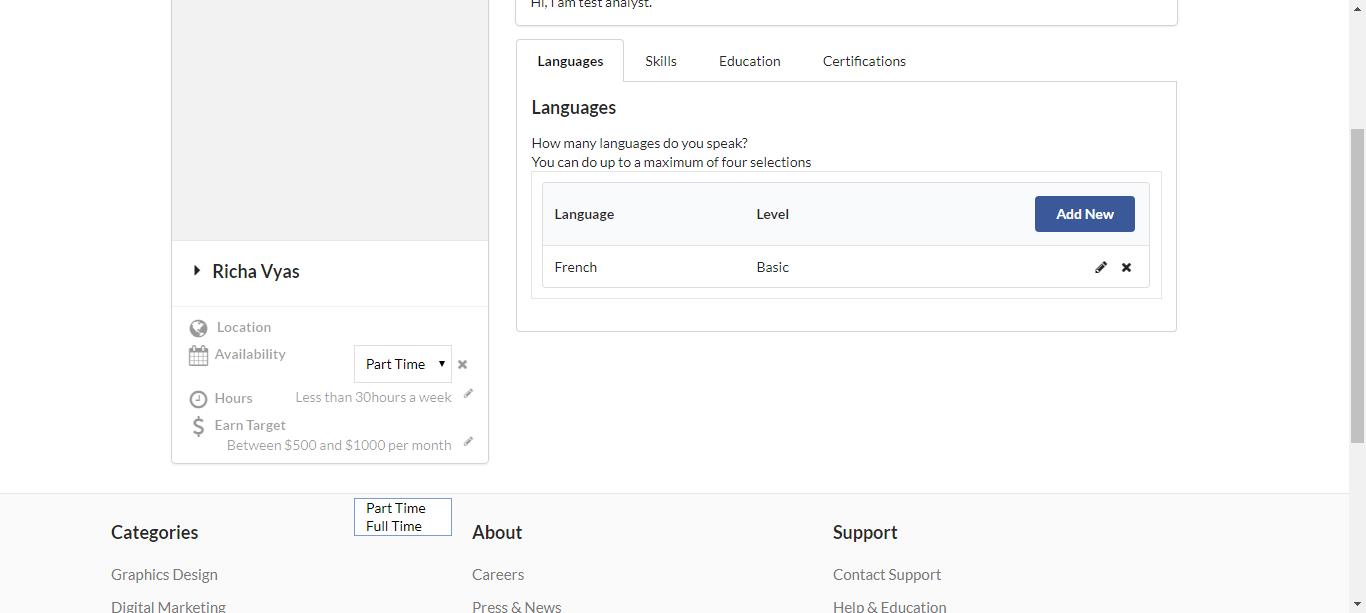 Hi, I am test analyst.
Languages Skills Education Certifications
Languages
How many languages do you speak?
You can do up to a maximum of four selections
Language Level Add New
French Basic
Richa Vyas
Location
Availability Part Time
Hours Less than 30hours a week
Earn Target
Between $500 and $1000 per month
Part Time
Full Time
Categories About Support
Graphics Design Careers Contact Support
Digital Marketing Press & News Help & Education